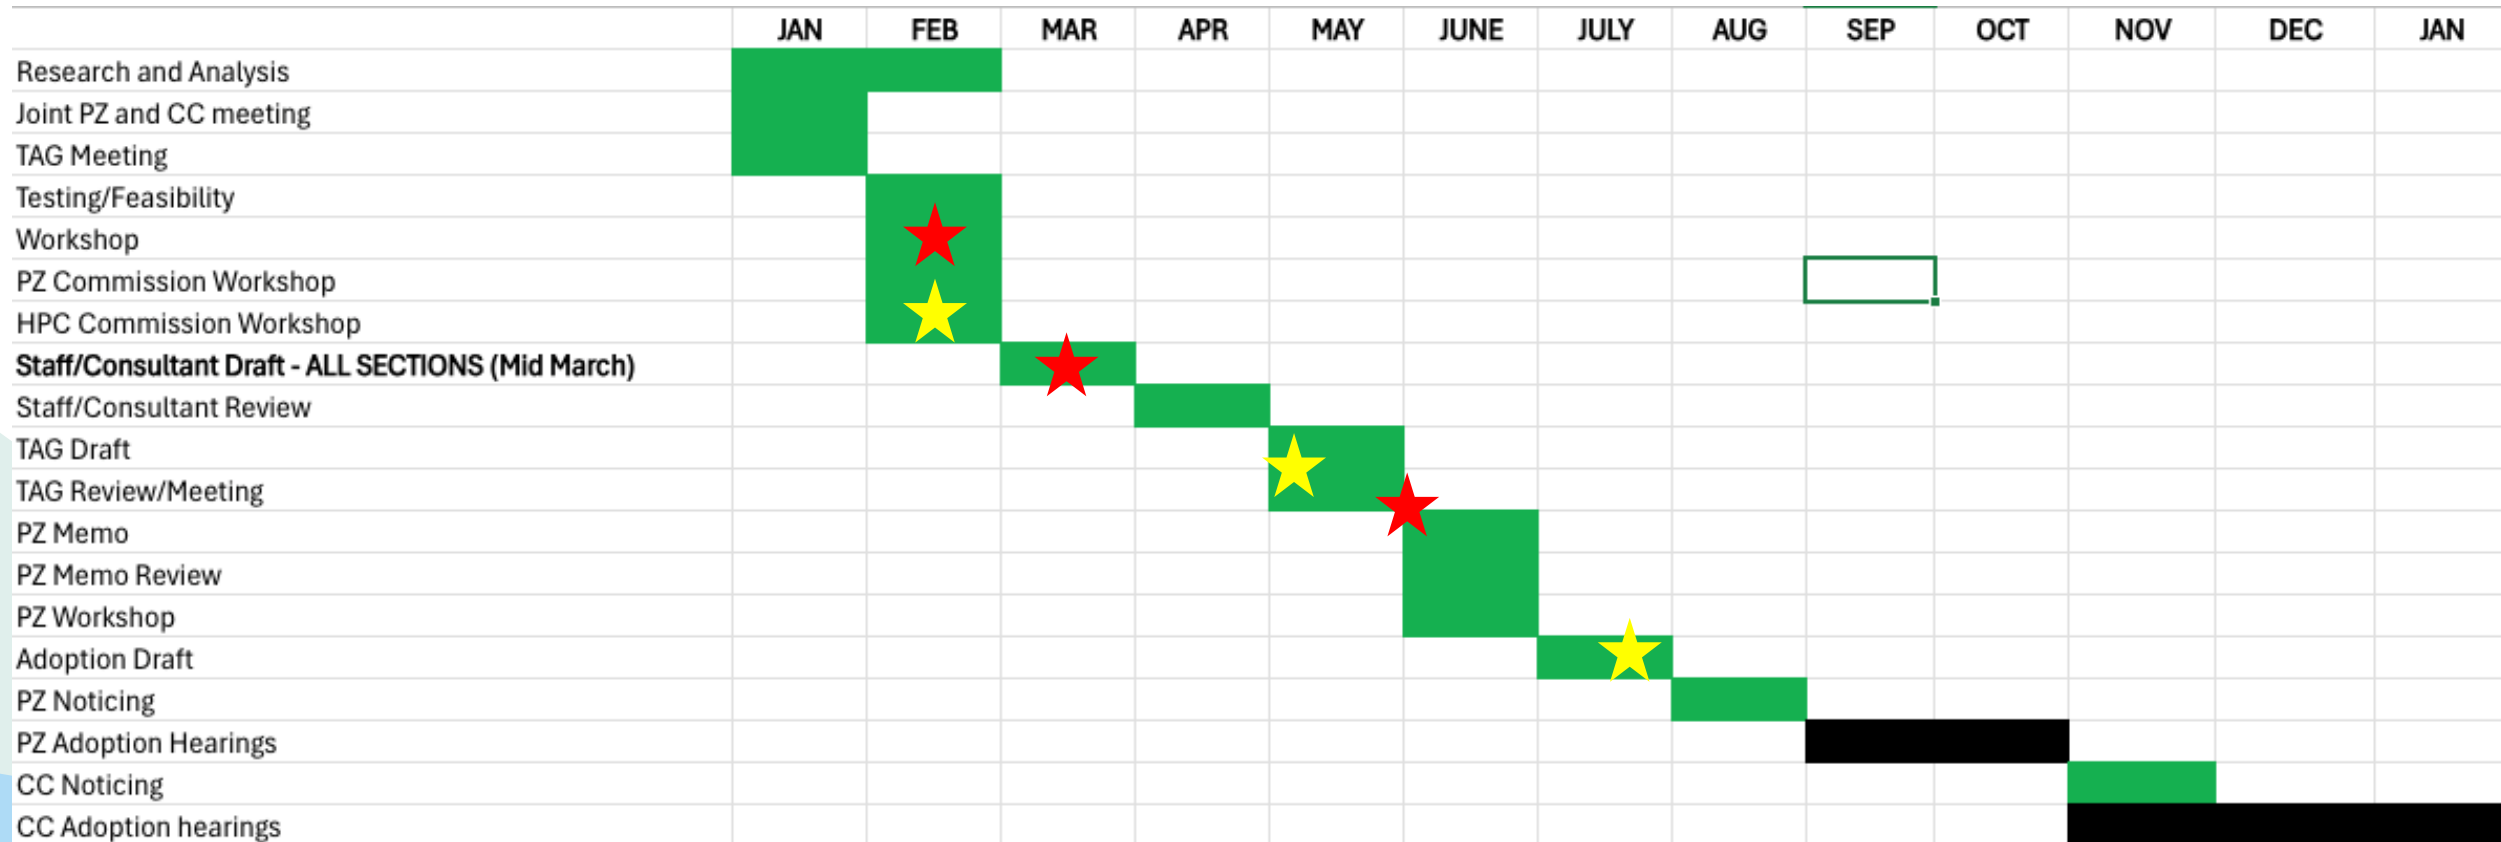 JAN FEB MAR APR MAY JUNE JULY AUG SEP OCT NOV DEC JAN
Research and Analysis
Joint PZ and CC meeting
TAG Meeting
Testing/Feasibility
Workshop
PZ Commission Workshop
HPC Commission Workshop
Staff/Consultant Draft - ALL SECTIONS (Mid March)
Staff/Consultant Review
TAG Draft
TAG Review/Meeting
PZ Memo
PZ Memo Review
PZ Workshop
Adoption Draft
PZ Noticing
PZ Adoption Hearings
CC Noticing
CC Adoption hearings